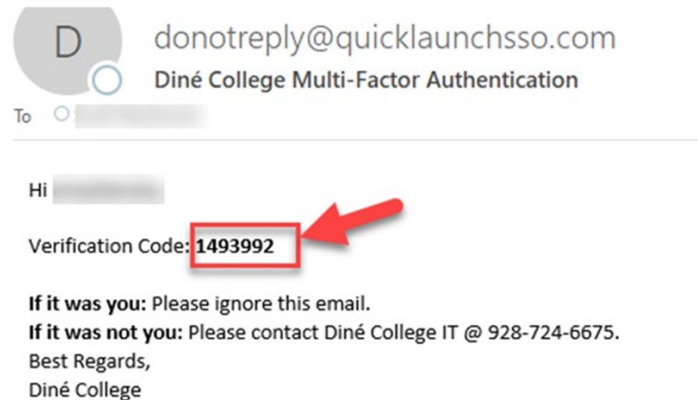 D
donotreply@quicklaunchsso.com
Diné College Multi-Factor Authentication
To
Hi
Verification Code: 1493992
If it was you: Please ignore this email.
If it was not you: Please contact Diné College IT @ 928-724-6675.
Best Regards,
Diné College